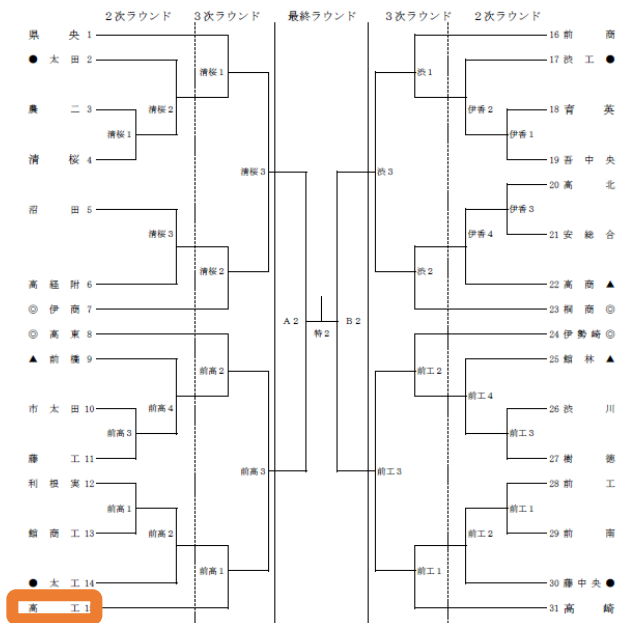 ２次ラウンド ３次ラウンド 最終ラウンド ３次ラウンド ２次ラウンド
県央 1
● 太田 2
農二 3
清桜 4
沼田 5
高経附 6
◎ 伊商 7
◎ 高東 8
▲ 前橋 9
市太田 10
藤工 11
利根実 12
館商工 13
● 太工 14
高工
清桜1
清桜2
清桜1
清桜3
清桜3
清桜2
前高2
前高4
前高3
前高3
前高1
前高2
前高1
A2
特2
B2
渋1
伊香2
伊香1
渋3
伊香3
伊香4
渋2
前工2
前工4
前工3
前工3
前工1
前工2
前工1
16 前商
17 渋工 ●
18 育英
19 吾中央
20 高北
21 安総合
22 高商 ▲
23 桐商 ◎
24 伊勢崎 ◎
25 館林 ▲
26 渋川
27 樹徳
28 前工
29 前南
30 藤中央 ●
31 高崎